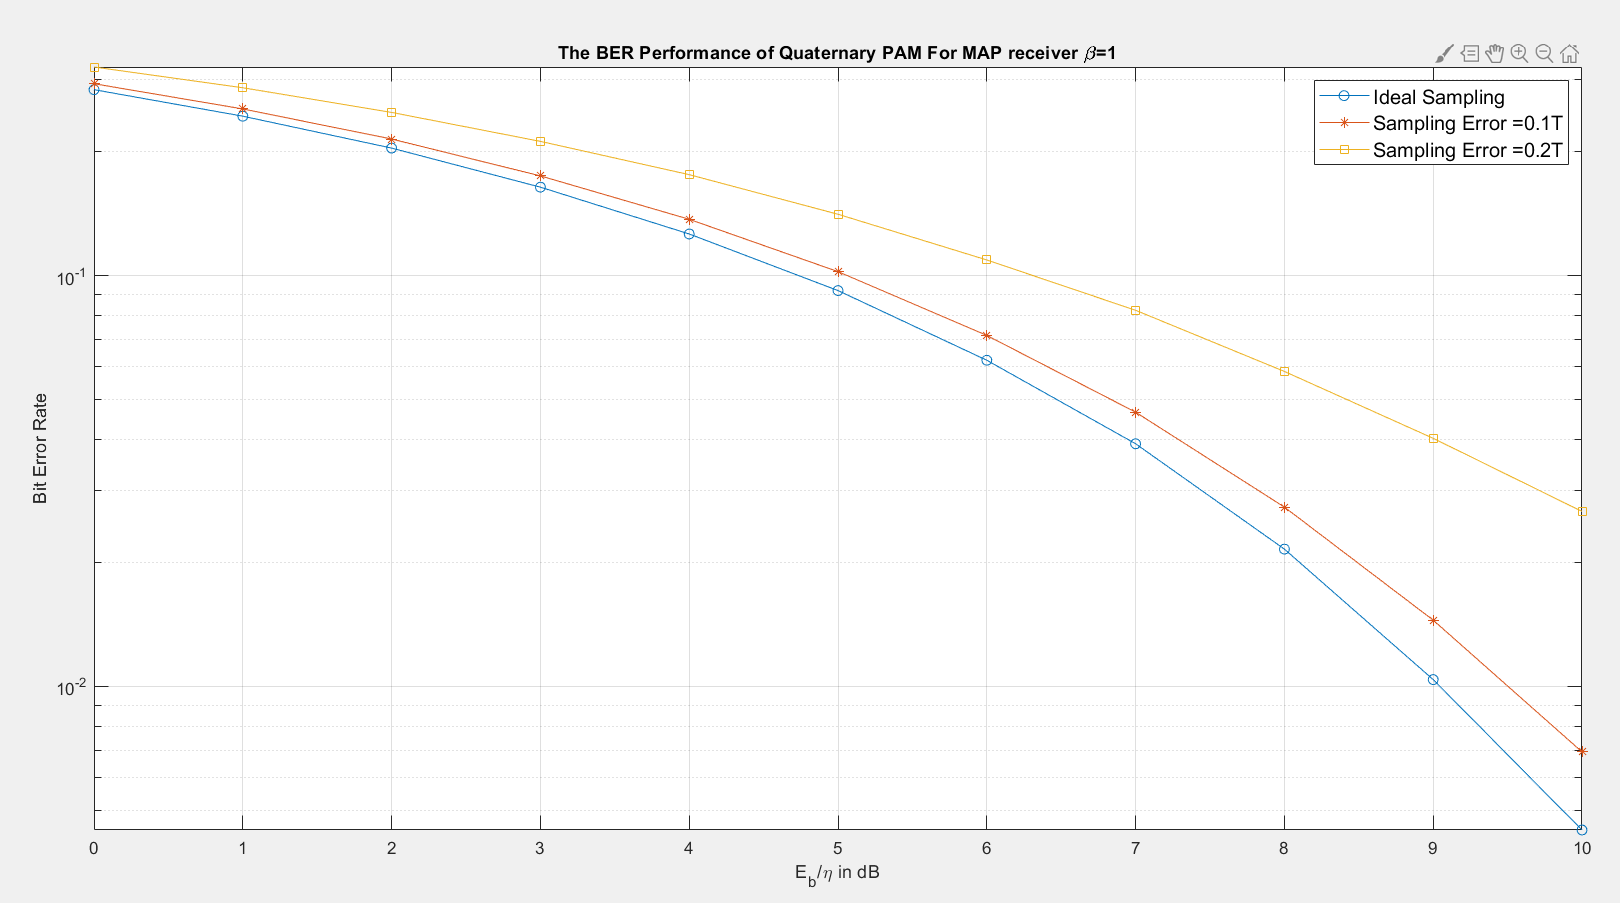 The BER Performance of Quaternary PAM For MAP receiver β=1
Ideal Sampling
Sampling Error =0.1T
Sampling Error =0.2T
10^-1
10^-2
Bit Error Rate
0 1 2 3 4 5 6 7 8 9 10
E_b/η in dB